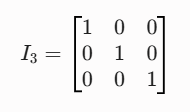 I₃ = [1 0 0
0 1 0
0 0 1]